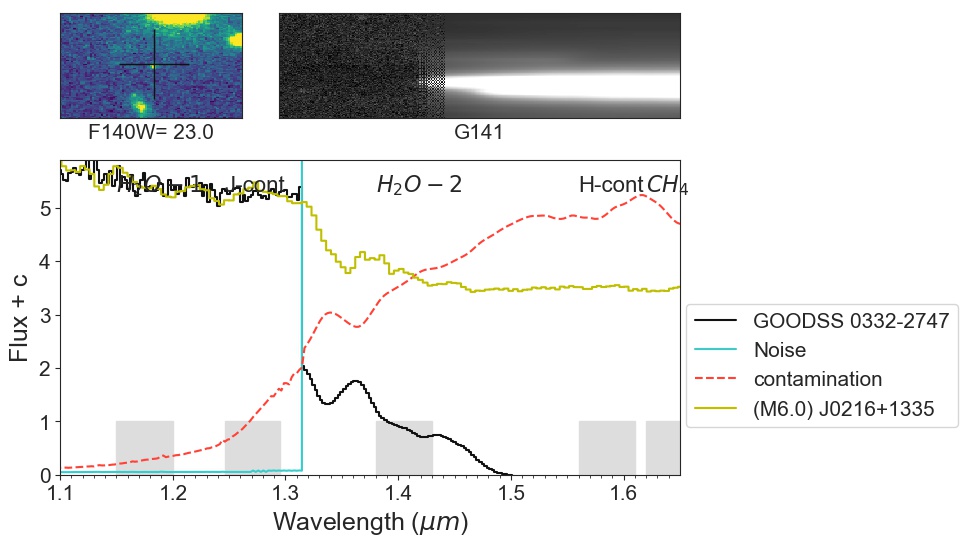 F140W= 23.0
G141
J-cont
H₂O − 2
H-cont CH₄
5
4
3
2
1
0
Flux + c
1.1
1.2
1.3
1.4
1.5
1.6
Wavelength (μm)
GOODSS 0332-2747
Noise
contamination
(M6.0) J0216+1335